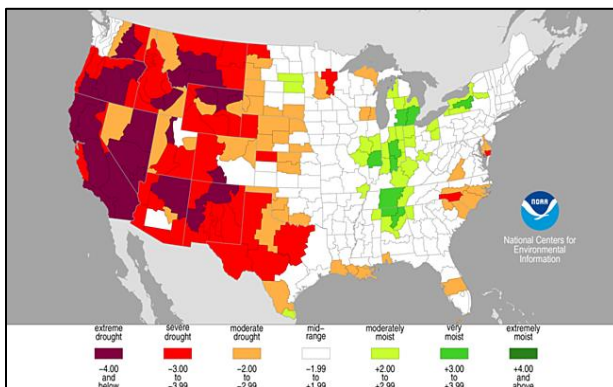 NOAA
National Centers for
Environmental
Information
extreme drought
severe drought
moderate drought
mid-range
moderately moist
very moist
extremely moist
−4.00 and below
−3.00 to −3.99
−2.00 to −2.99
−1.99 to +1.99
+2.00 to +2.99
+3.00 to +3.99
+4.00 and above